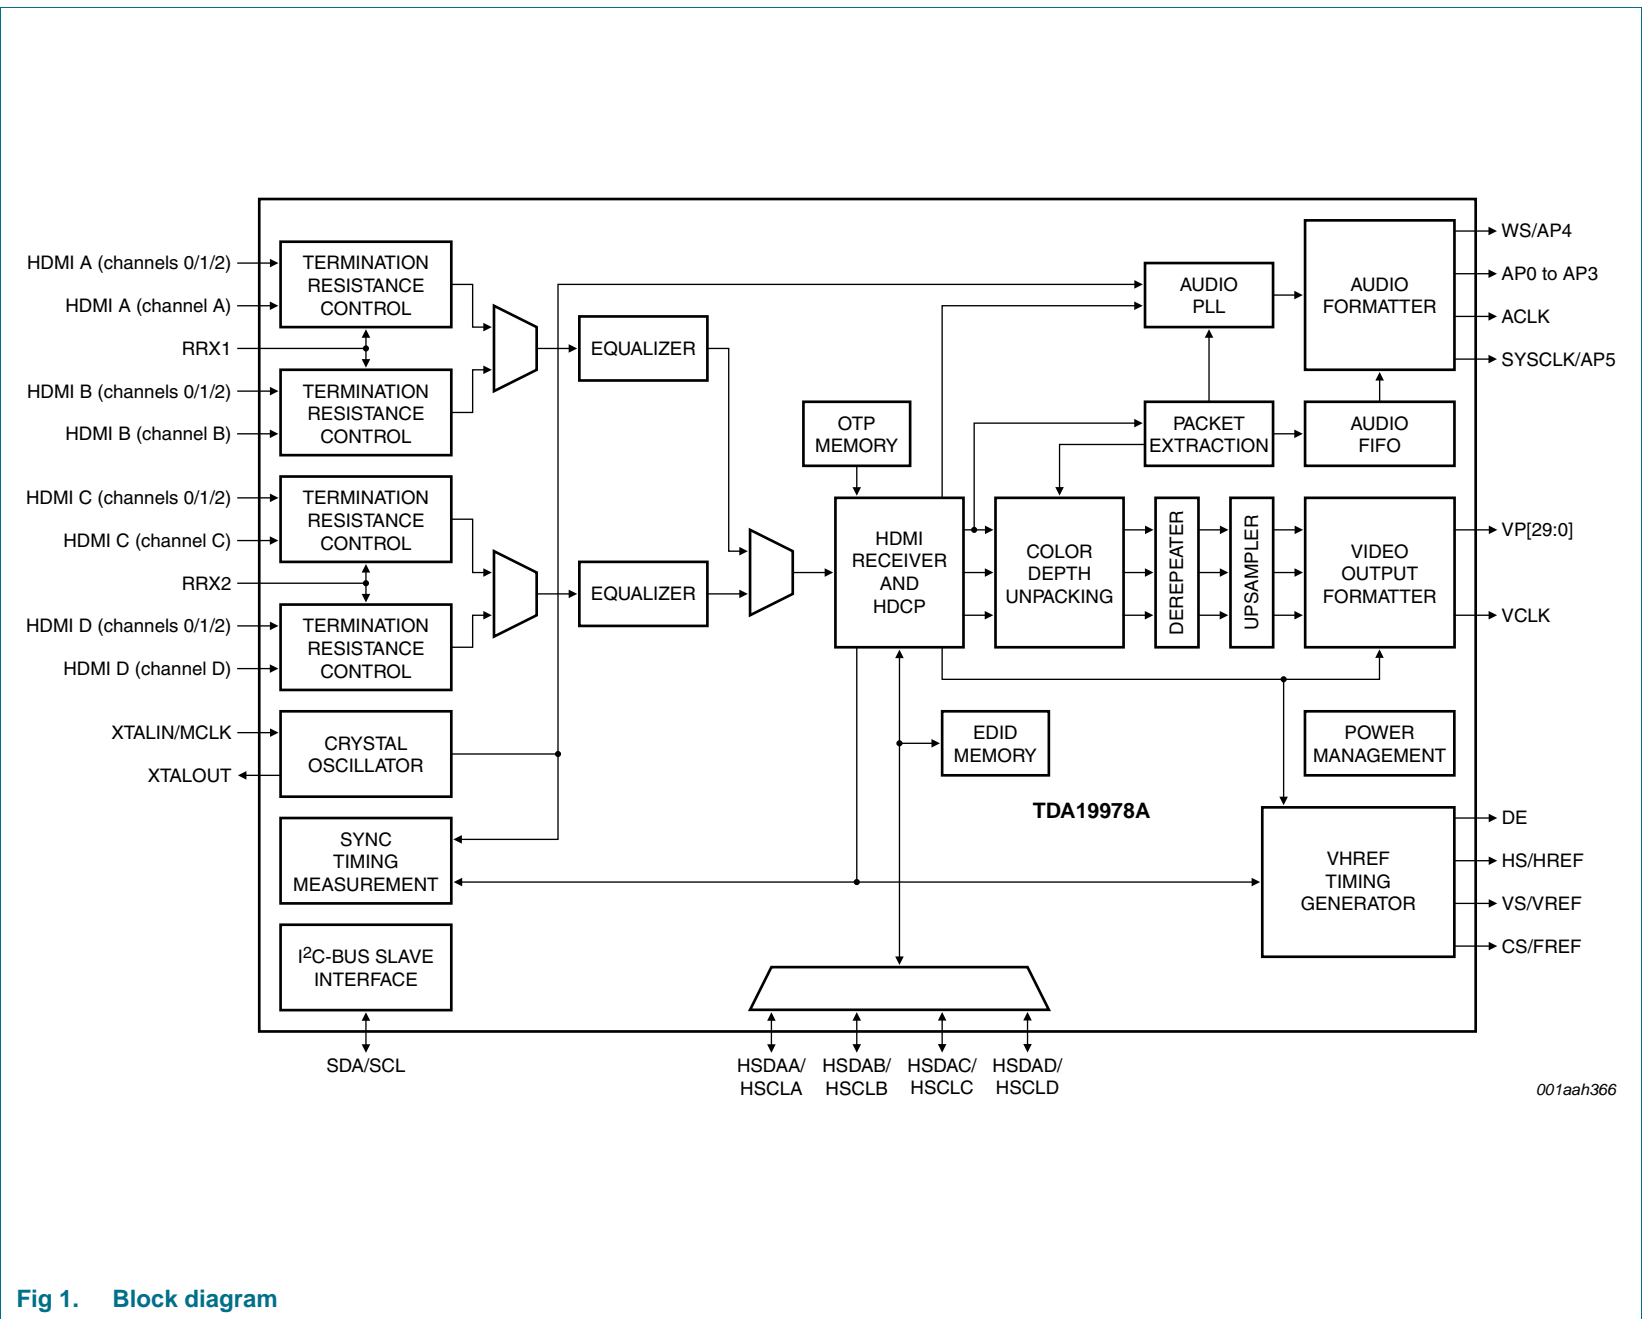 HDMI A (channels 0/1/2)
HDMI A (channel A)
RRX1
HDMI B (channels 0/1/2)
HDMI B (channel B)
HDMI C (channels 0/1/2)
HDMI C (channel C)
RRX2
HDMI D (channels 0/1/2)
HDMI D (channel D)
XTALIN/MCLK
XTALOUT
TERMINATION
RESISTANCE
CONTROL
TERMINATION
RESISTANCE
CONTROL
TERMINATION
RESISTANCE
CONTROL
TERMINATION
RESISTANCE
CONTROL
CRYSTAL
OSCILLATOR
SYNC
TIMING
MEASUREMENT
I2C-BUS SLAVE
INTERFACE
SDA/SCL
EQUALIZER
EQUALIZER
OTP
MEMORY
HDMI
RECEIVER
AND
HDCP
EDID
MEMORY
COLOR
DEPTH
UNPACKING
DEREPEATER
UPSAMPLER
AUDIO
PLL
PACKET
EXTRACTION
AUDIO
FORMATTER
AUDIO
FIFO
VIDEO
OUTPUT
FORMATTER
POWER
MANAGEMENT
TDA19978A
VHREF
TIMING
GENERATOR
WS/AP4
AP0 to AP3
ACLK
SYSCLK/AP5
VP[29:0]
VCLK
DE
HS/HREF
VS/VREF
CS/FREF
HSDAA/
HSCLA
HSDAB/
HSCLB
HSDAC/
HSCLC
HSDAD/
HSCLD
001aah366
Fig 1. Block diagram